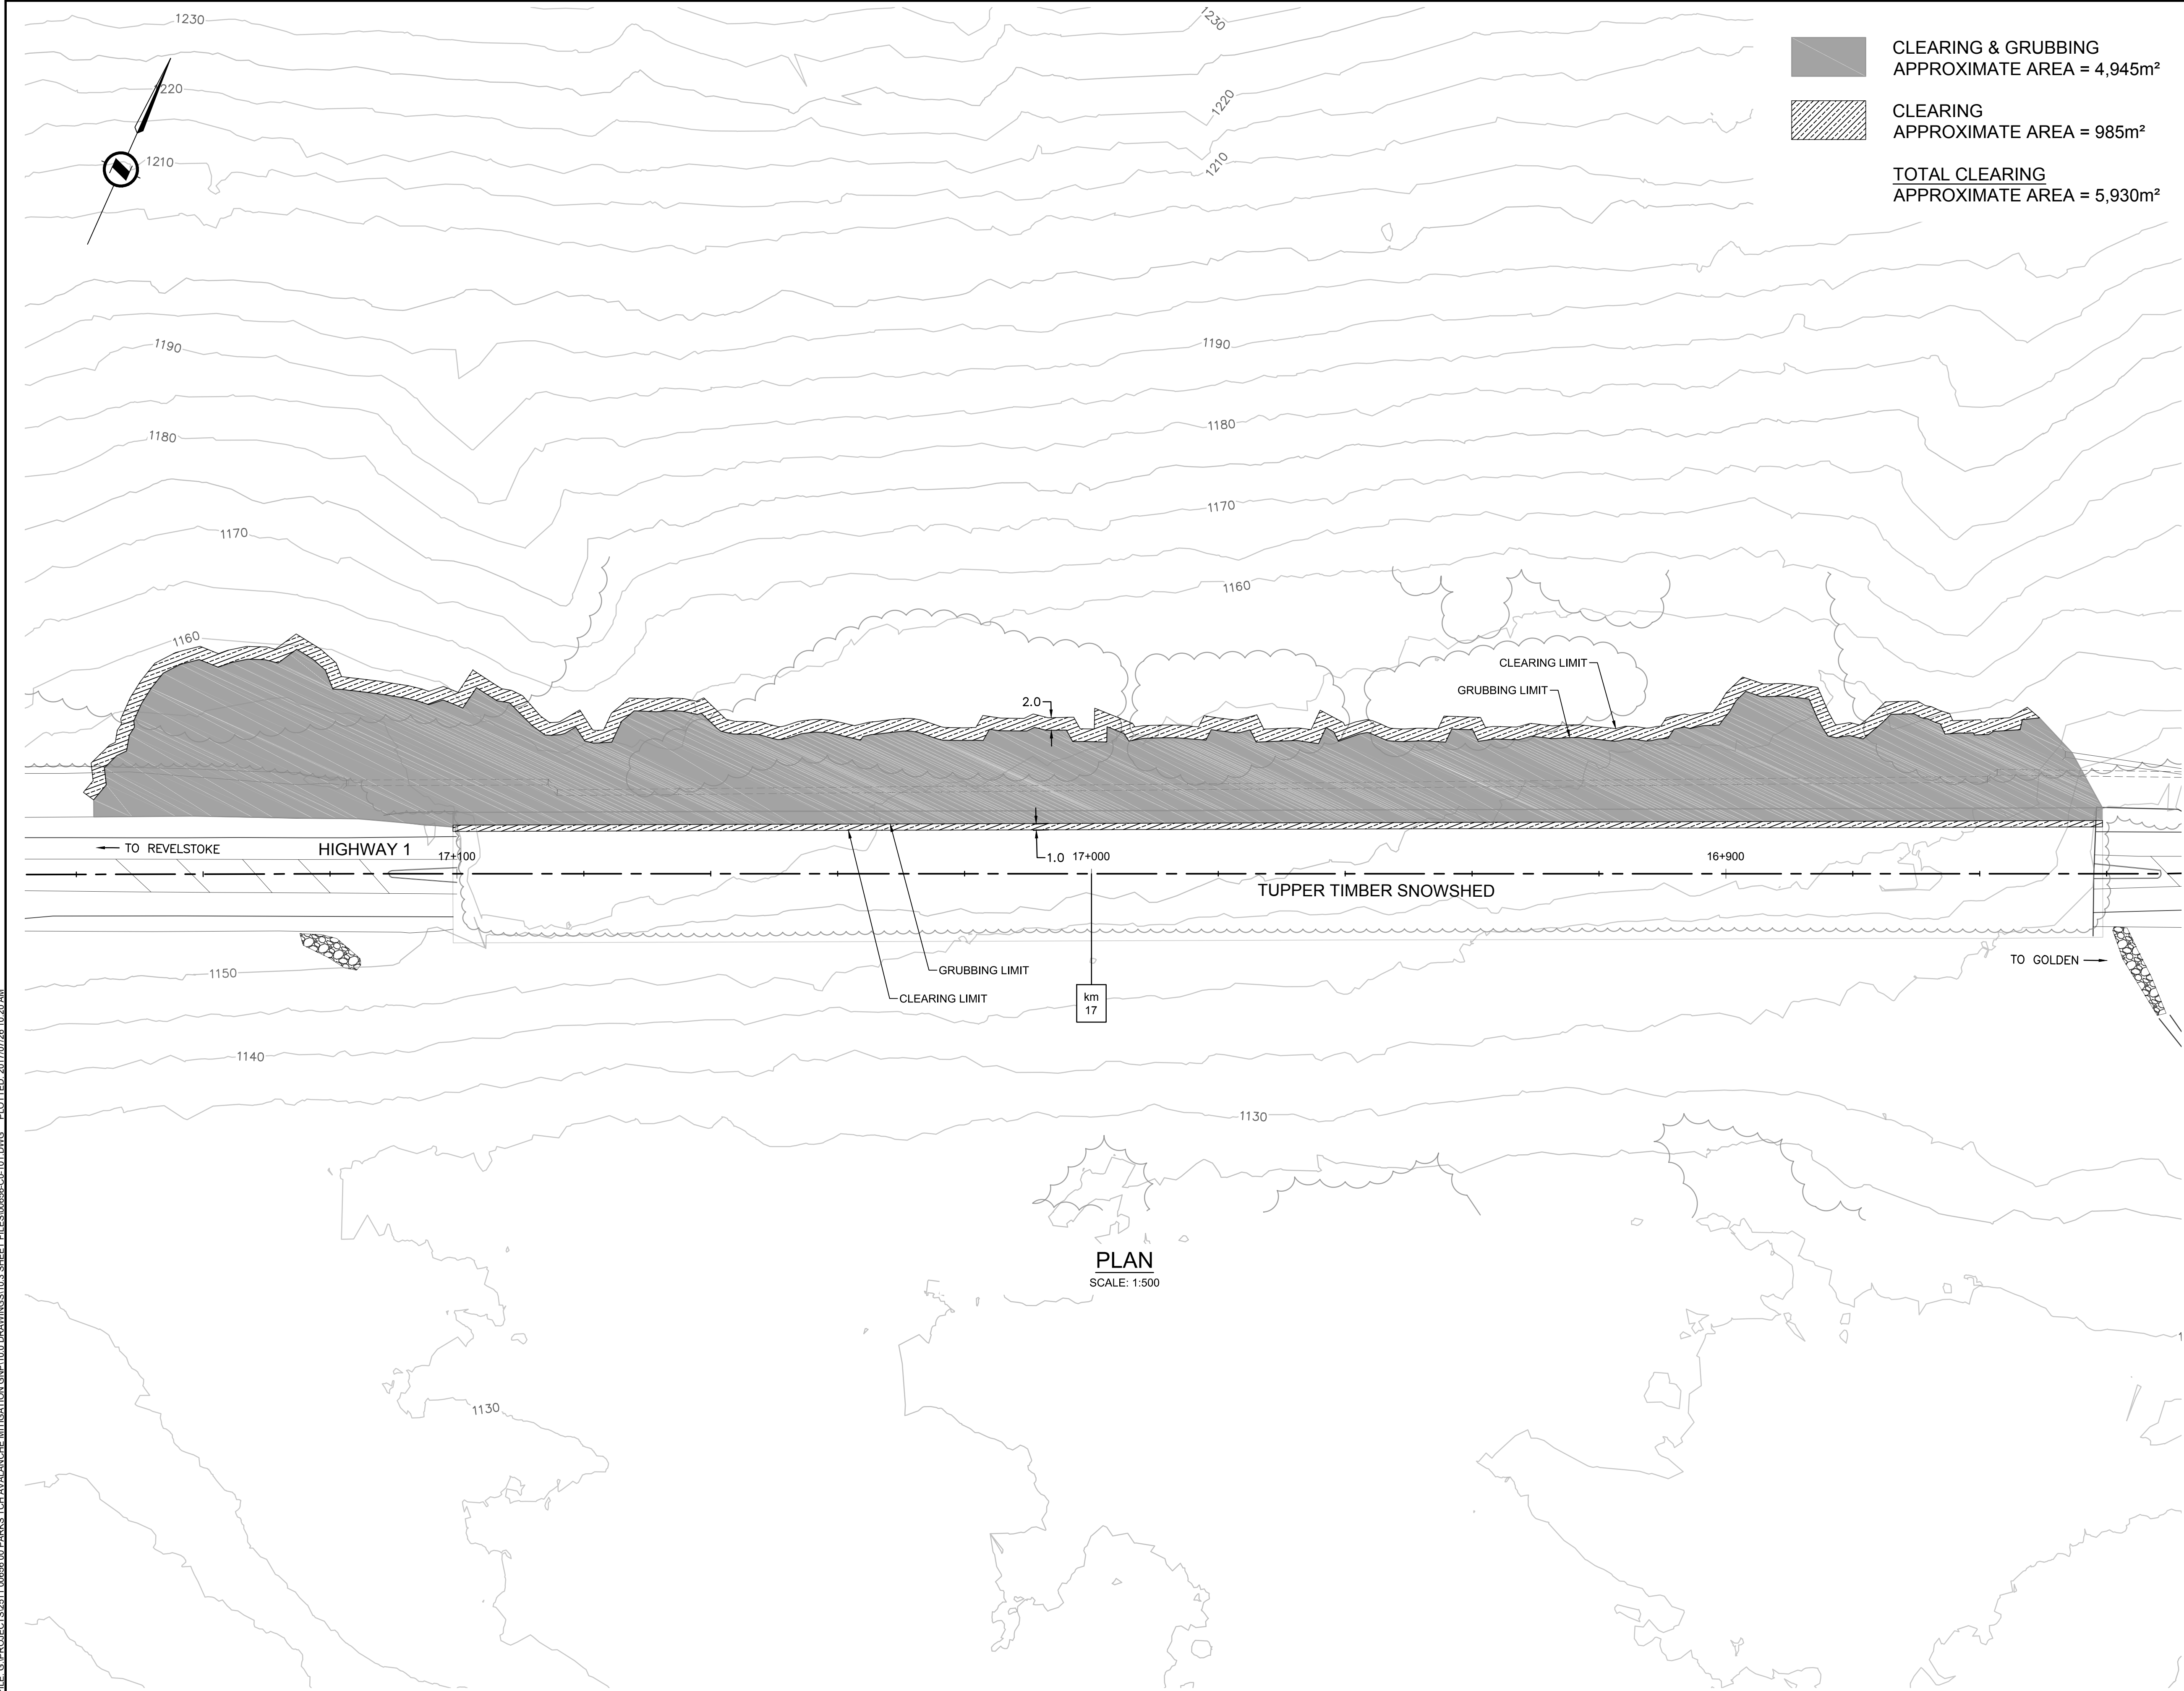 1230
1230
CLEARING & GRUBBING
APPROXIMATE AREA = 4,945m²
1220
1220
CLEARING
APPROXIMATE AREA = 985m²
1210
1210
TOTAL CLEARING
APPROXIMATE AREA = 5,930m²
1190
1190
1180
1180
1170
1170
1160
1160
CLEARING LIMIT
GRUBBING LIMIT
2.0
TO REVELSTOKE
HIGHWAY 1
17+100
1.0
17+000
16+900
TUPPER TIMBER SNOWSHED
1150
GRUBBING LIMIT
CLEARING LIMIT
km
17
TO GOLDEN
1140
1130
PLAN
SCALE: 1:500
1130